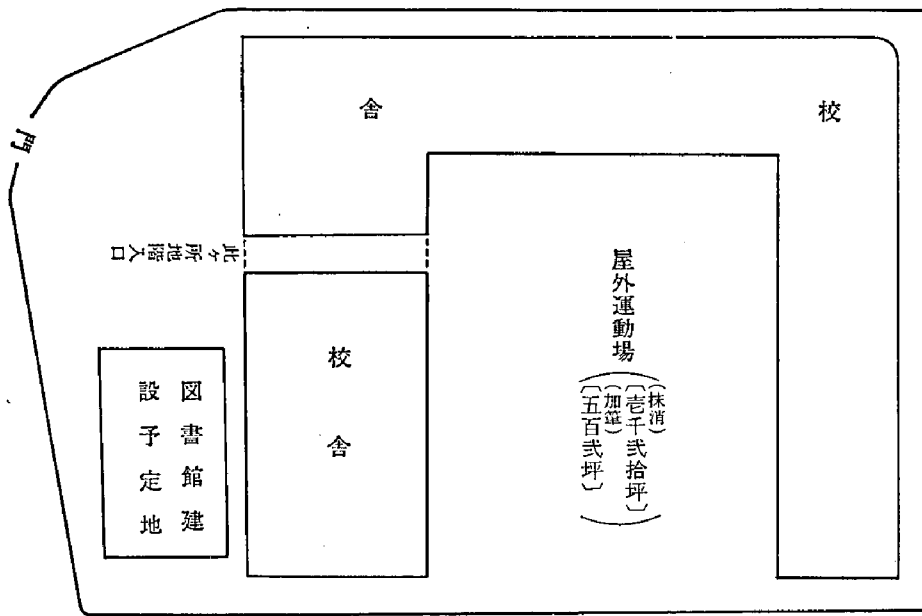 校舎
門
此ヶ所地階入口
屋外運動場
(抹消)
〔壱千弐拾坪〕
(加筆)
〔五百弐坪〕
校舎
図書館建
設予定地